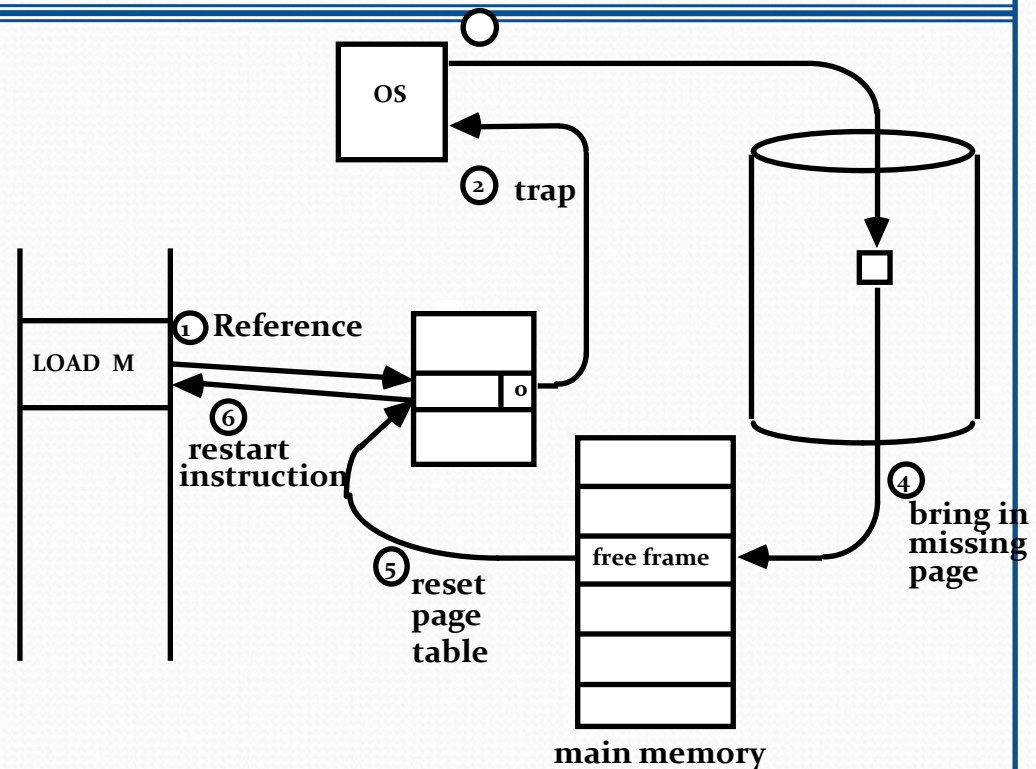 OS
2 trap
1 Reference
LOAD M
o
6
restart
instruction
4
bring in
missing
page
free frame
5
reset
page
table
main memory